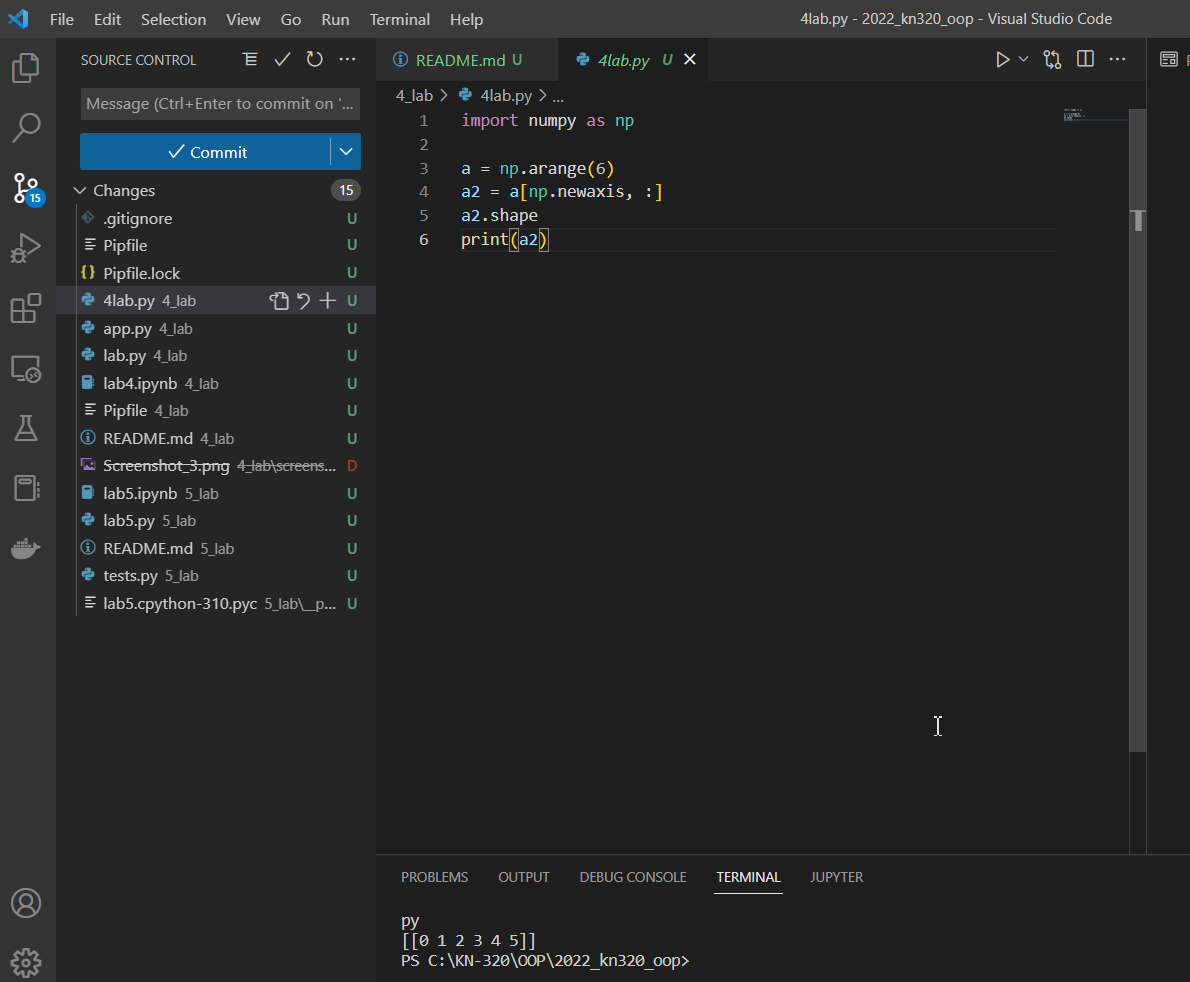 File Edit Selection View Go Run Terminal Help 4lab.py - 2022_kn320_oop - Visual Studio Code
SOURCE CONTROL
Message (Ctrl+Enter to commit on '...
Commit
Changes 15
.gitignore U
Pipfile U
{} Pipfile.lock U
4lab.py 4_lab U
app.py 4_lab U
lab.py 4_lab U
lab4.ipynb 4_lab U
Pipfile 4_lab U
README.md 4_lab U
Screenshot_3.png 4_lab\screens... D
lab5.ipynb 5_lab U
lab5.py 5_lab U
README.md 5_lab U
tests.py 5_lab U
lab5.cpython-310.pyc 5_lab\__p... U
15
README.md U 4lab.py U
4_lab > 4lab.py > ...
1 import numpy as np
2
3 a = np.arange(6)
4 a2 = a[np.newaxis, :]
5 a2.shape
6 print(a2)
PROBLEMS OUTPUT DEBUG CONSOLE TERMINAL JUPYTER
py
[[0 1 2 3 4 5]]
PS C:\KN-320\OOP\2022_kn320_oop>